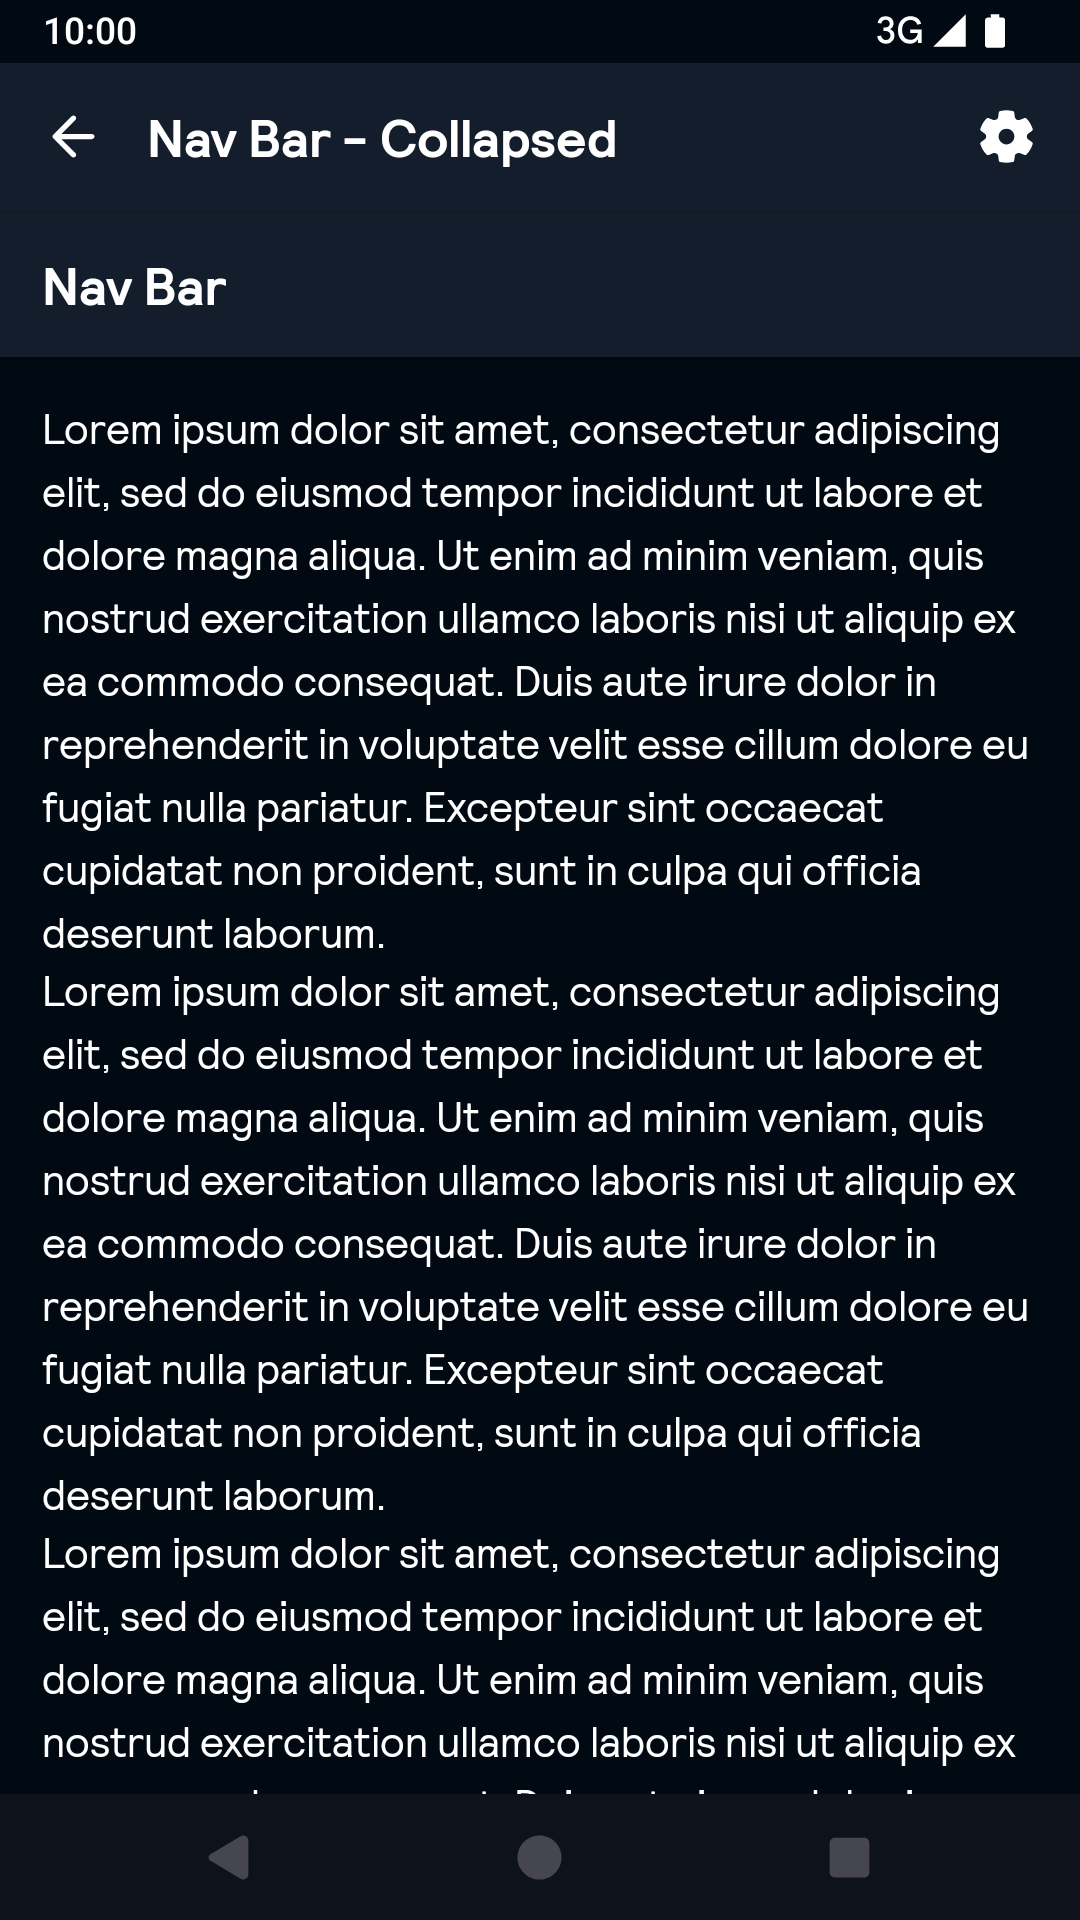 10:00
3G
Nav Bar - Collapsed
Nav Bar
Lorem ipsum dolor sit amet, consectetur adipiscing
elit, sed do eiusmod tempor incididunt ut labore et
dolore magna aliqua. Ut enim ad minim veniam, quis
nostrud exercitation ullamco laboris nisi ut aliquip ex
ea commodo consequat. Duis aute irure dolor in
reprehenderit in voluptate velit esse cillum dolore eu
fugiat nulla pariatur. Excepteur sint occaecat
cupidatat non proident, sunt in culpa qui officia
deserunt laborum.
Lorem ipsum dolor sit amet, consectetur adipiscing
elit, sed do eiusmod tempor incididunt ut labore et
dolore magna aliqua. Ut enim ad minim veniam, quis
nostrud exercitation ullamco laboris nisi ut aliquip ex
ea commodo consequat. Duis aute irure dolor in
reprehenderit in voluptate velit esse cillum dolore eu
fugiat nulla pariatur. Excepteur sint occaecat
cupidatat non proident, sunt in culpa qui officia
deserunt laborum.
Lorem ipsum dolor sit amet, consectetur adipiscing
elit, sed do eiusmod tempor incididunt ut labore et
dolore magna aliqua. Ut enim ad minim veniam, quis
nostrud exercitation ullamco laboris nisi ut aliquip ex